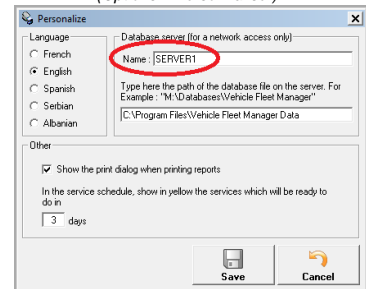 Personalize
Language
French
English
Spanish
Serbian
Albanian
Database server (for a network access only)
Name : SERVER1
Type here the path of the database file on the server. For
Example : "M:\Databases\Vehicle Fleet Manager"
C:\Program Files\Vehicle Fleet Manager Data
Other
Show the print dialog when printing reports
In the service schedule, show in yellow the services which will be ready to
do in
3 days
Save
Cancel